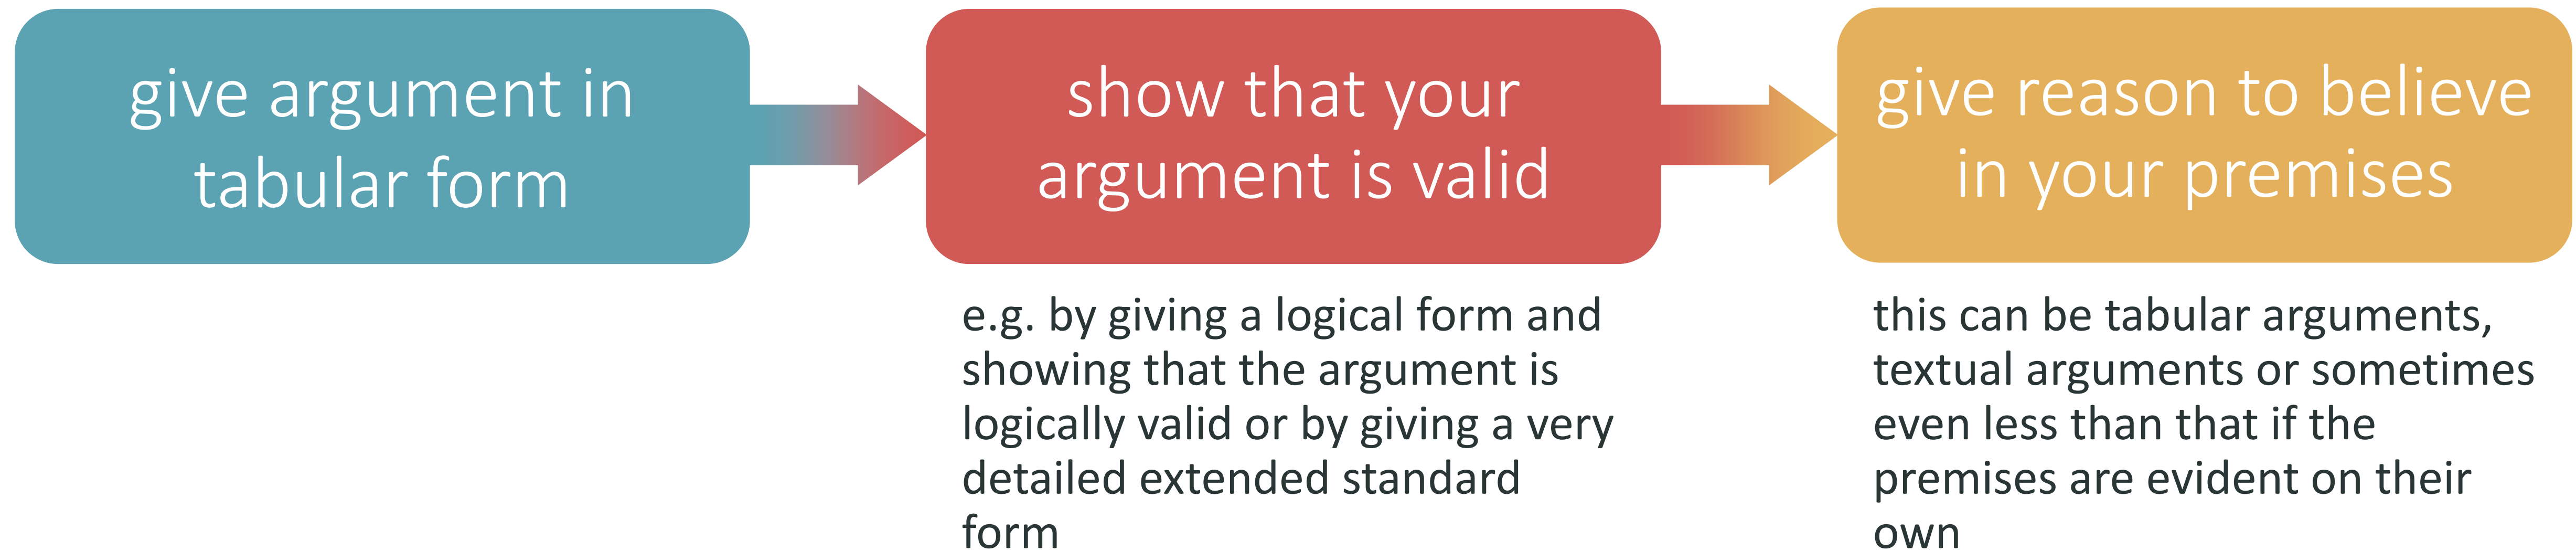 give argument in
tabular form
show that your
argument is valid
give reason to believe
in your premises
e.g. by giving a logical form and
showing that the argument is
logically valid or by giving a very
detailed extended standard
form
this can be tabular arguments,
textual arguments or sometimes
even less than that if the
premises are evident on their
own